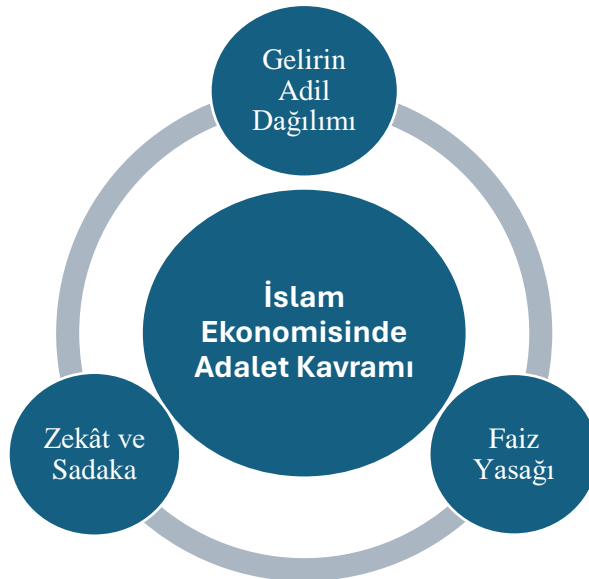 Gelirin
Adil
Dağılımı
İslam
Ekonomisinde
Adalet Kavramı
Zekât ve
Sadaka
Faiz
Yasağı